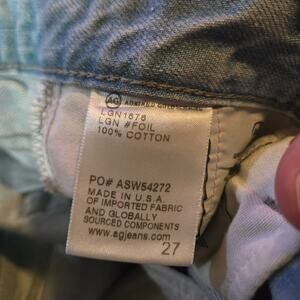 AG
LGN1676
LGN #FOIL
100% COTTON
PO# ASW54272
MADE IN U.S.A.
OF IMPORTED FABRIC
AND GLOBALLY
SOURCED COMPONENTS
www.agjeans.com
27